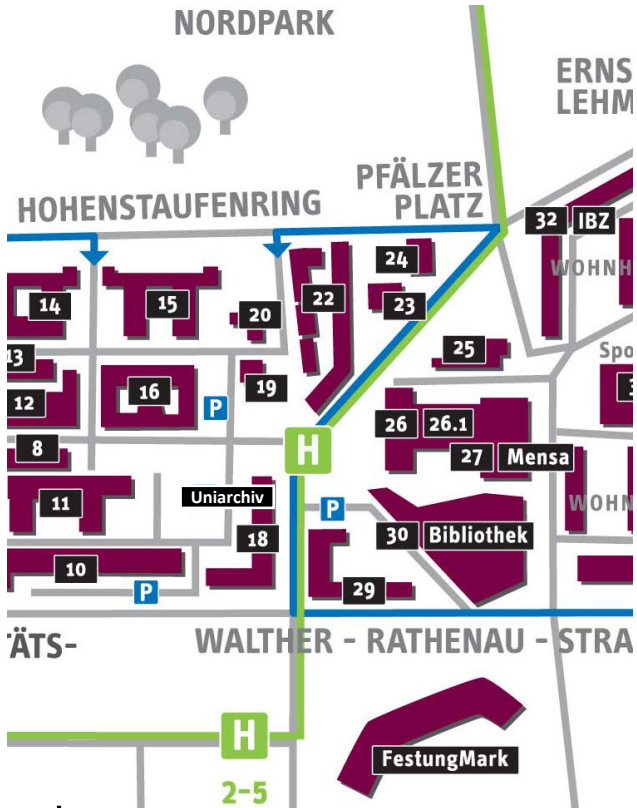 NORDPARK
ERNS
LEHM
PFÄLZER
PLATZ
HOHENSTAUFENRING
32 IBZ
24
WOHNH
14
15
20
22
23
13
25
Spo
16
19
12
P
26
26.1
8
H
27 Mensa
11
Uniarchiv
P
WOHN
18
30 Bibliothek
10
P
29
TÄTS-
WALTHER - RATHENAU - STRA
H
FestungMark
2-5